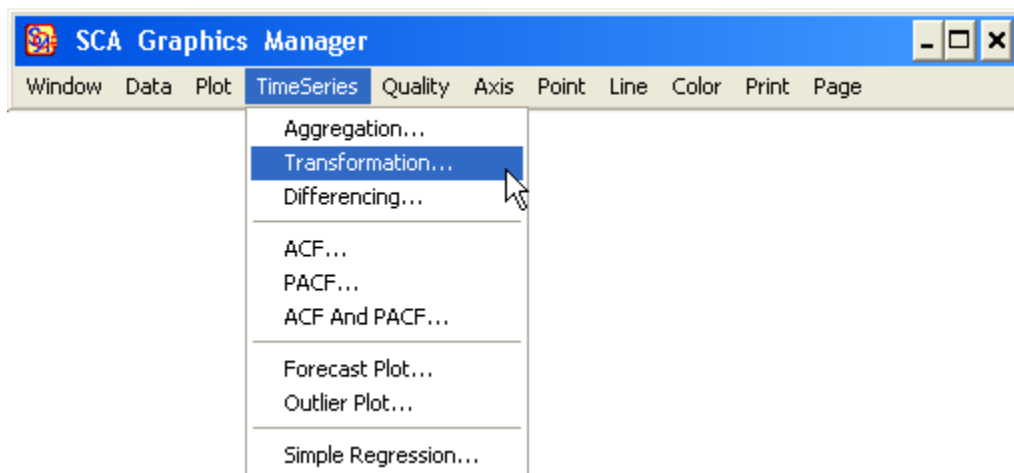 SCA Graphics Manager
Window Data Plot TimeSeries Quality Axis Point Line Color Print Page
Aggregation...
Transformation...
Differencing...
ACF...
PACF...
ACF And PACF...
Forecast Plot...
Outlier Plot...
Simple Regression...